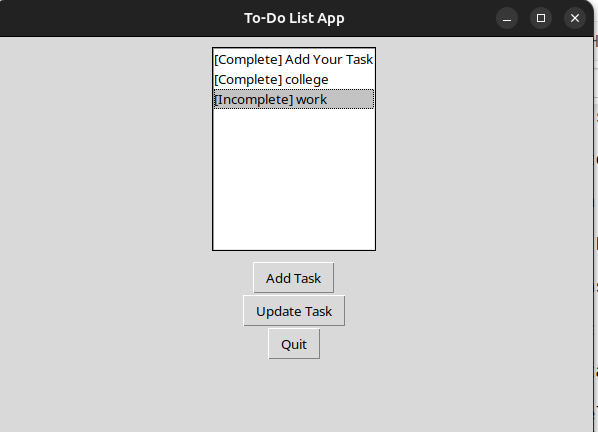 To-Do List App
[Complete] Add Your Task
[Complete] college
[Incomplete] work
Add Task
Update Task
Quit